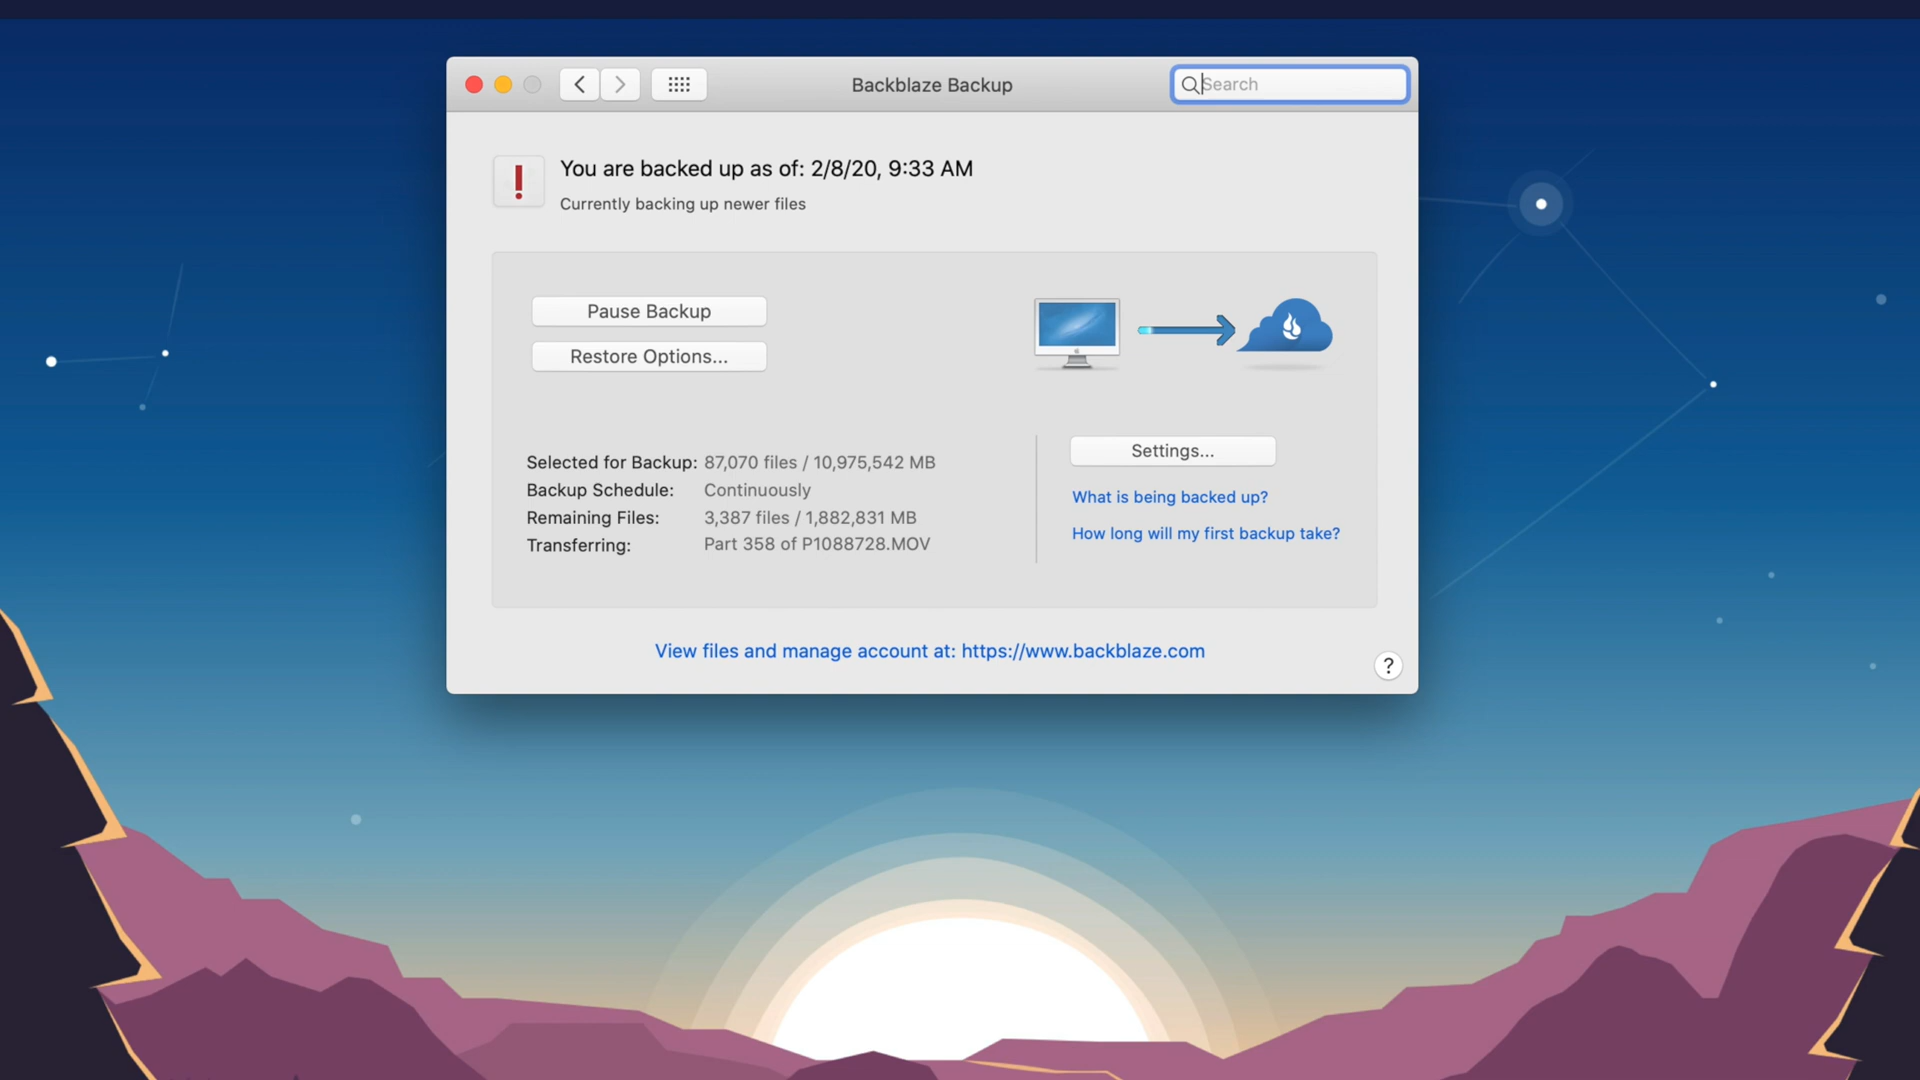 Backblaze Backup
Search
You are backed up as of: 2/8/20, 9:33 AM
Currently backing up newer files
Pause Backup
Restore Options...
Selected for Backup: 87,070 files / 10,975,542 MB
Backup Schedule: Continuously
Remaining Files: 3,387 files / 1,882,831 MB
Transferring: Part 358 of P1088728.MOV
Settings...
What is being backed up?
How long will my first backup take?
View files and manage account at: https://www.backblaze.com
?